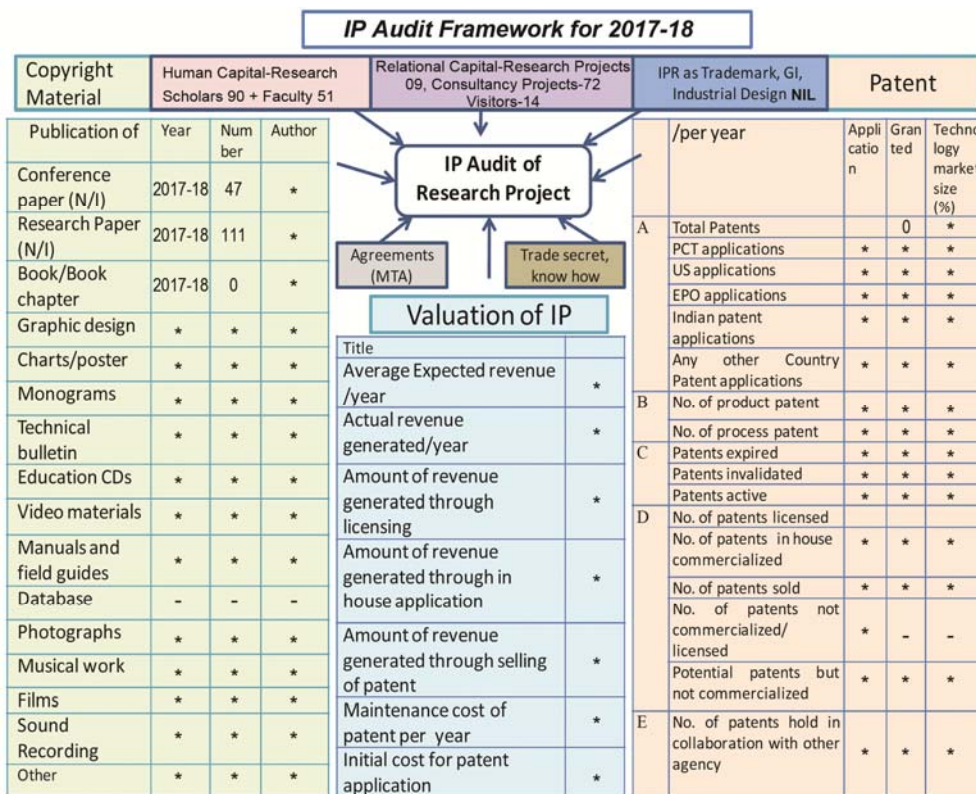 IP Audit Framework for 2017-18
Copyright
Material
Human Capital-Research
Scholars 90 + Faculty 51
Relational Capital-Research Projects
09, Consultancy Projects-72
Visitors-14
IPR as Trademark, GI,
Industrial Design NIL
Patent
Publication of Year Num
ber Author
Conference
paper (N/I) 2017-18 47 *
Research Paper
(N/I) 2017-18 111 *
Book/Book
chapter 2017-18 0 *
Graphic design * * *
Charts/poster * * *
Monograms * * *
Technical
bulletin * * *
Education CDs * * *
Video materials * * *
Manuals and
field guides * * *
Database – – –
Photographs * * *
Musical work * * *
Films * * *
Sound
Recording * * *
Other * * *
IP Audit of
Research Project
Agreements
(MTA)
Trade secret,
know how
Valuation of IP
Title
Average Expected revenue
/year *
Actual revenue
generated/year *
Amount of revenue
generated through
licensing *
Amount of revenue
generated through in
house application *
Amount of revenue
generated through selling
of patent *
Maintenance cost of
patent per year *
Initial cost for patent
application *
/per year Appli
catio
n Gran
ted Techno
logy
market
size
(%)
A Total Patents 0 *
PCT applications * * *
US applications * * *
EPO applications * * *
Indian patent
applications * * *
Any other Country
Patent applications * * *
B No. of product patent * * *
No. of process patent * * *
C Patents expired * * *
Patents invalidated * * *
Patents active * * *
D No. of patents licensed
No. of patents in house
commercialized * * *
No. of patents sold * * *
No. of patents not
commercialized/
licensed * – –
Potential patents but
not commercialized * * *
E No. of patents hold in
collaboration with other
agency * * *